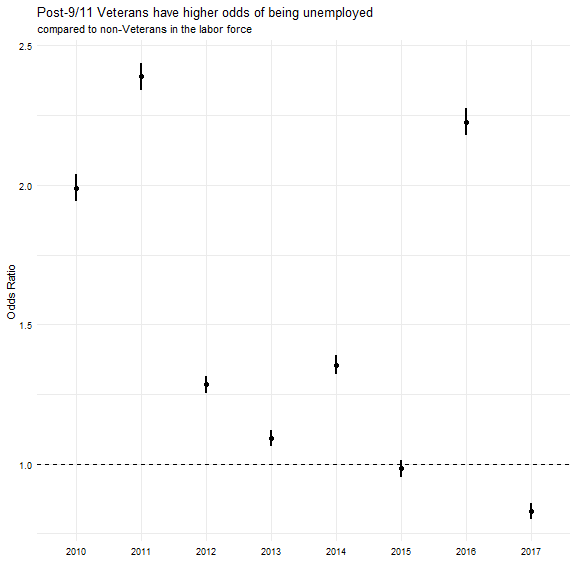 Post-9/11 Veterans have higher odds of being unemployed
compared to non-Veterans in the labor force
2.5
2.0
1.5
1.0
Odds Ratio
2010 2011 2012 2013 2014 2015 2016 2017